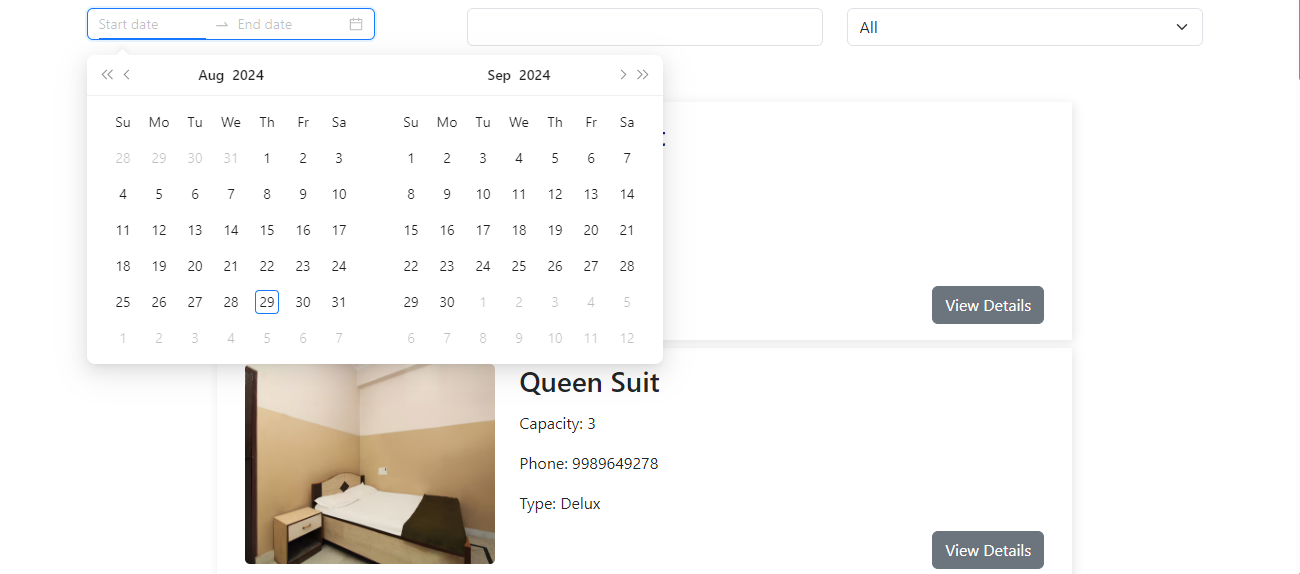 Start date → End date
All
Aug 2024 Sep 2024
Su Mo Tu We Th Fr Sa Su Mo Tu We Th Fr Sa
28 29 30 31 1 2 3 1 2 3 4 5 6 7
4 5 6 7 8 9 10 8 9 10 11 12 13 14
11 12 13 14 15 16 17 15 16 17 18 19 20 21
18 19 20 21 22 23 24 22 23 24 25 26 27 28
25 26 27 28 29 30 31 29 30 1 2 3 4 5
1 2 3 4 5 6 7 6 7 8 9 10 11 12
View Details
Queen Suit
Capacity: 3
Phone: 9989649278
Type: Delux
View Details